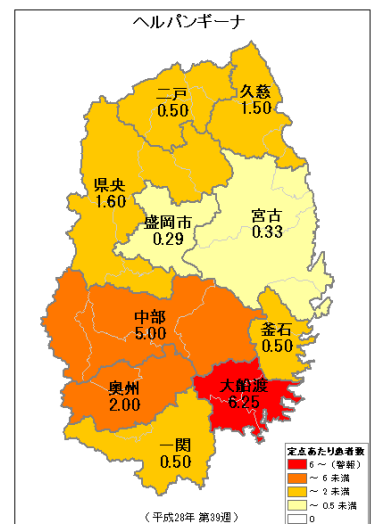 ヘルパンギーナ
二戸
0.50
久慈
1.50
県央
1.60
盛岡市
0.29
宮古
0.33
中部
5.00
釜石
0.50
奥州
2.00
大船渡
6.25
一関
0.50
定点あたり患者数
6 ~ (警報)
~ 6 未満
~ 2 未満
~ 0.5 未満
0
(平成28年 第39週)